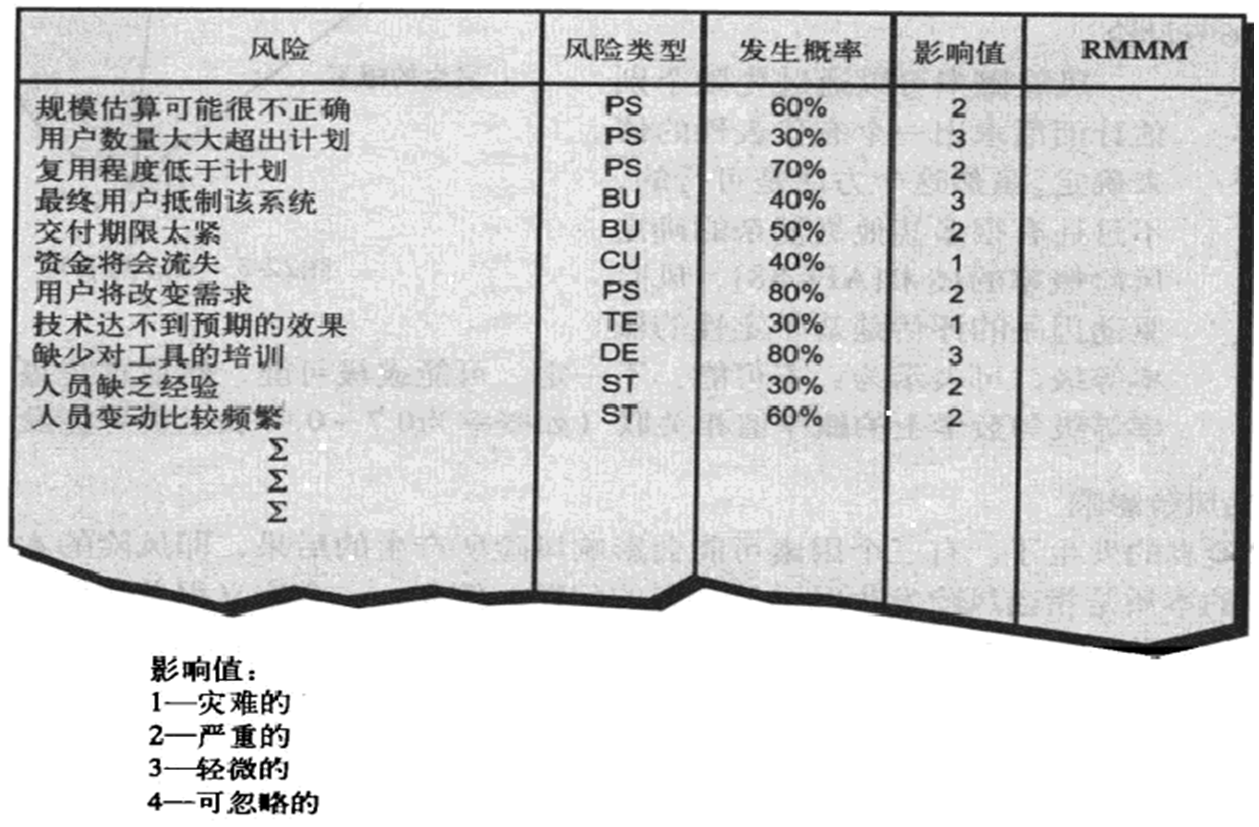 风险 风险类型 发生概率 影响值 RMMM
规模估算可能很不正确 PS 60% 2
用户数量大大超出计划 PS 30% 3
复用程度低于计划 PS 70% 2
最终用户抵制该系统 BU 40% 3
交付期限太紧 BU 50% 2
资金将会流失 CU 40% 1
用户将改变需求 PS 80% 2
技术达不到预期的效果 TE 30% 1
缺少对工具的培训 DE 80% 3
人员缺乏经验 ST 30% 2
人员变动比较频繁 ST 60% 2
Σ
Σ
Σ
影响值：
1—灾难的
2—严重的
3—轻微的
4—可忽略的